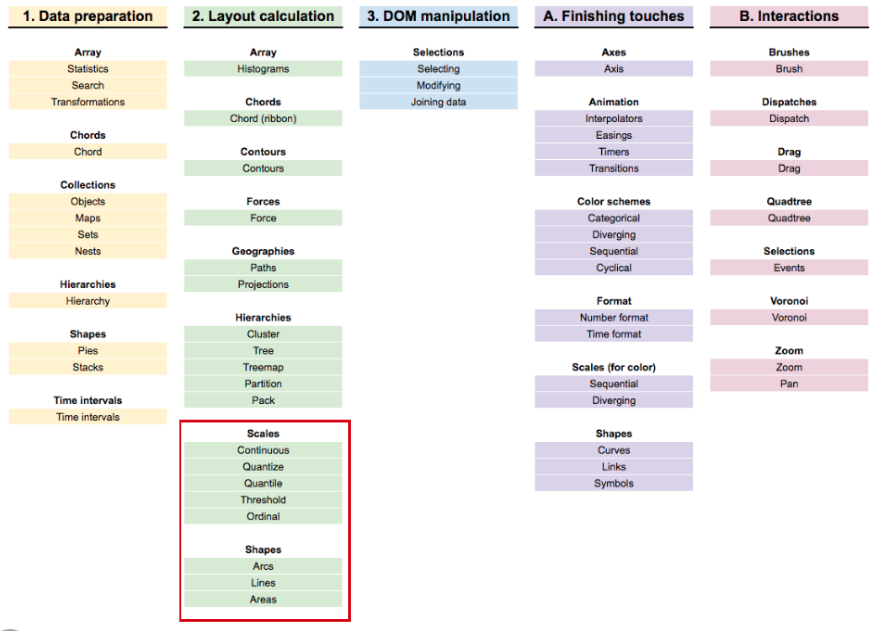 1. Data preparation
Array
Statistics
Search
Transformations
Chords
Chord
Collections
Objects
Maps
Sets
Nests
Hierarchies
Hierarchy
Shapes
Pies
Stacks
Time intervals
Time intervals
2. Layout calculation
Array
Histograms
Chords
Chord (ribbon)
Contours
Contours
Forces
Force
Geographies
Paths
Projections
Hierarchies
Cluster
Tree
Treemap
Partition
Pack
Scales
Continuous
Quantize
Quantile
Threshold
Ordinal
Shapes
Arcs
Lines
Areas
3. DOM manipulation
Selections
Selecting
Modifying
Joining data
A. Finishing touches
Axes
Axis
Animation
Interpolators
Easings
Timers
Transitions
Color schemes
Categorical
Diverging
Sequential
Cyclical
Format
Number format
Time format
Scales (for color)
Sequential
Diverging
Shapes
Curves
Links
Symbols
B. Interactions
Brushes
Brush
Dispatches
Dispatch
Drag
Drag
Quadtree
Quadtree
Selections
Events
Voronoi
Voronoi
Zoom
Zoom
Pan